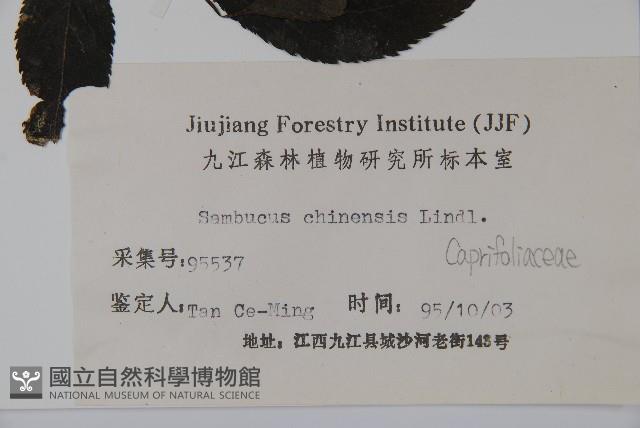 Jiujiang Forestry Institute (JJF)
九江森林植物研究所标本室
Sambucus chinensis Lindl.
Caprifoliaceae
采集号:95537
鉴定人:Tan Ce-Ming 时间: 95/10/03
地址: 江西九江县城沙河老街143号
國立自然科學博物館
NATIONAL MUSEUM OF NATURAL SCIENCE